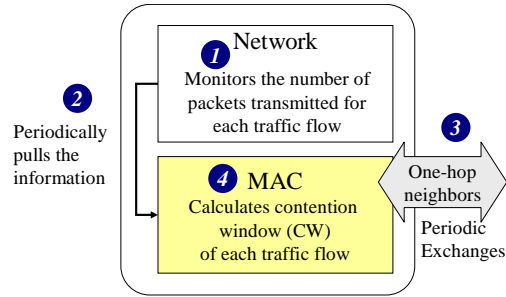 Network
1
Monitors the number of
packets transmitted for
each traffic flow
2
Periodically
pulls the
information
3
One-hop
neighbors
Periodic
Exchanges
4
MAC
Calculates contention
window (CW)
of each traffic flow